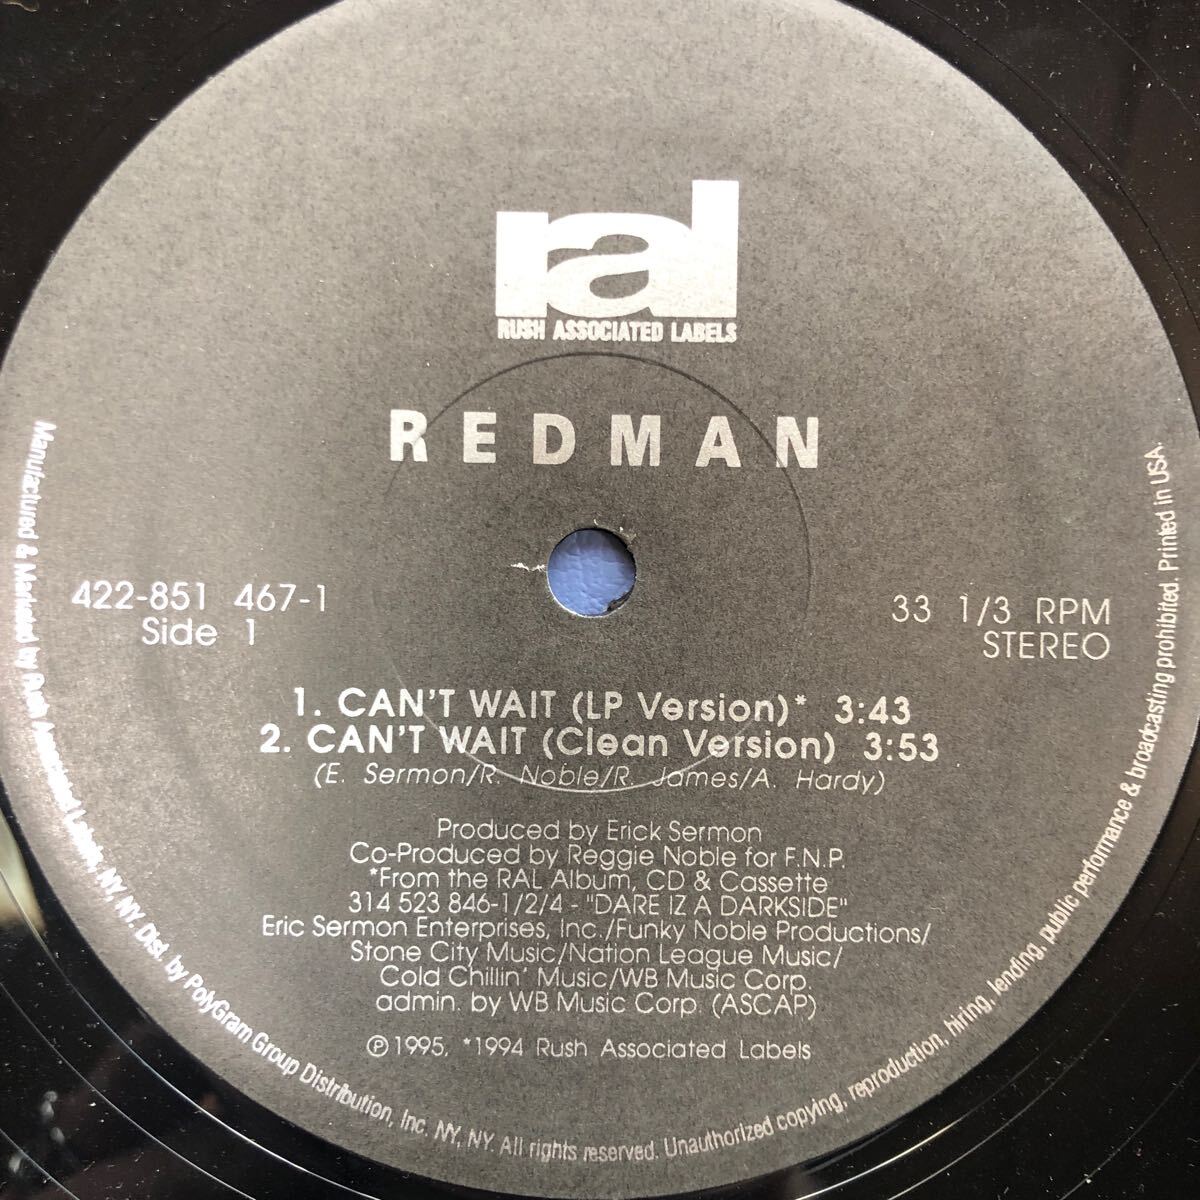 ral
RUSH ASSOCIATED LABELS
REDMAN
422-851 467-1
Side 1
33 1/3 RPM
STEREO
1. CAN'T WAIT (LP Version)* 3:43
2. CAN'T WAIT (Clean Version) 3:53
(E. Sermon/R. Noble/R. James/A. Hardy)
Produced by Erick Sermon
Co-Produced by Reggie Noble for F.N.P.
*From the RAL Album, CD & Cassette
314 523 846-1/2/4 - "DARE IZ A DARKSIDE"
Eric Sermon Enterprises, Inc./Funky Noble Productions/
Stone City Music/Nation League Music/
Cold Chillin' Music/WB Music Corp.
admin. by WB Music Corp. (ASCAP)
℗1995, *1994 Rush Associated Labels
Manufactured & Marketed by Rush Associated Labels, NY, NY. Dist. by PolyGram Group Distribution, Inc. NY, NY. All rights reserved. Unauthorized copying, reproduction, hiring, lending, public performance & broadcasting prohibited. Printed in USA.